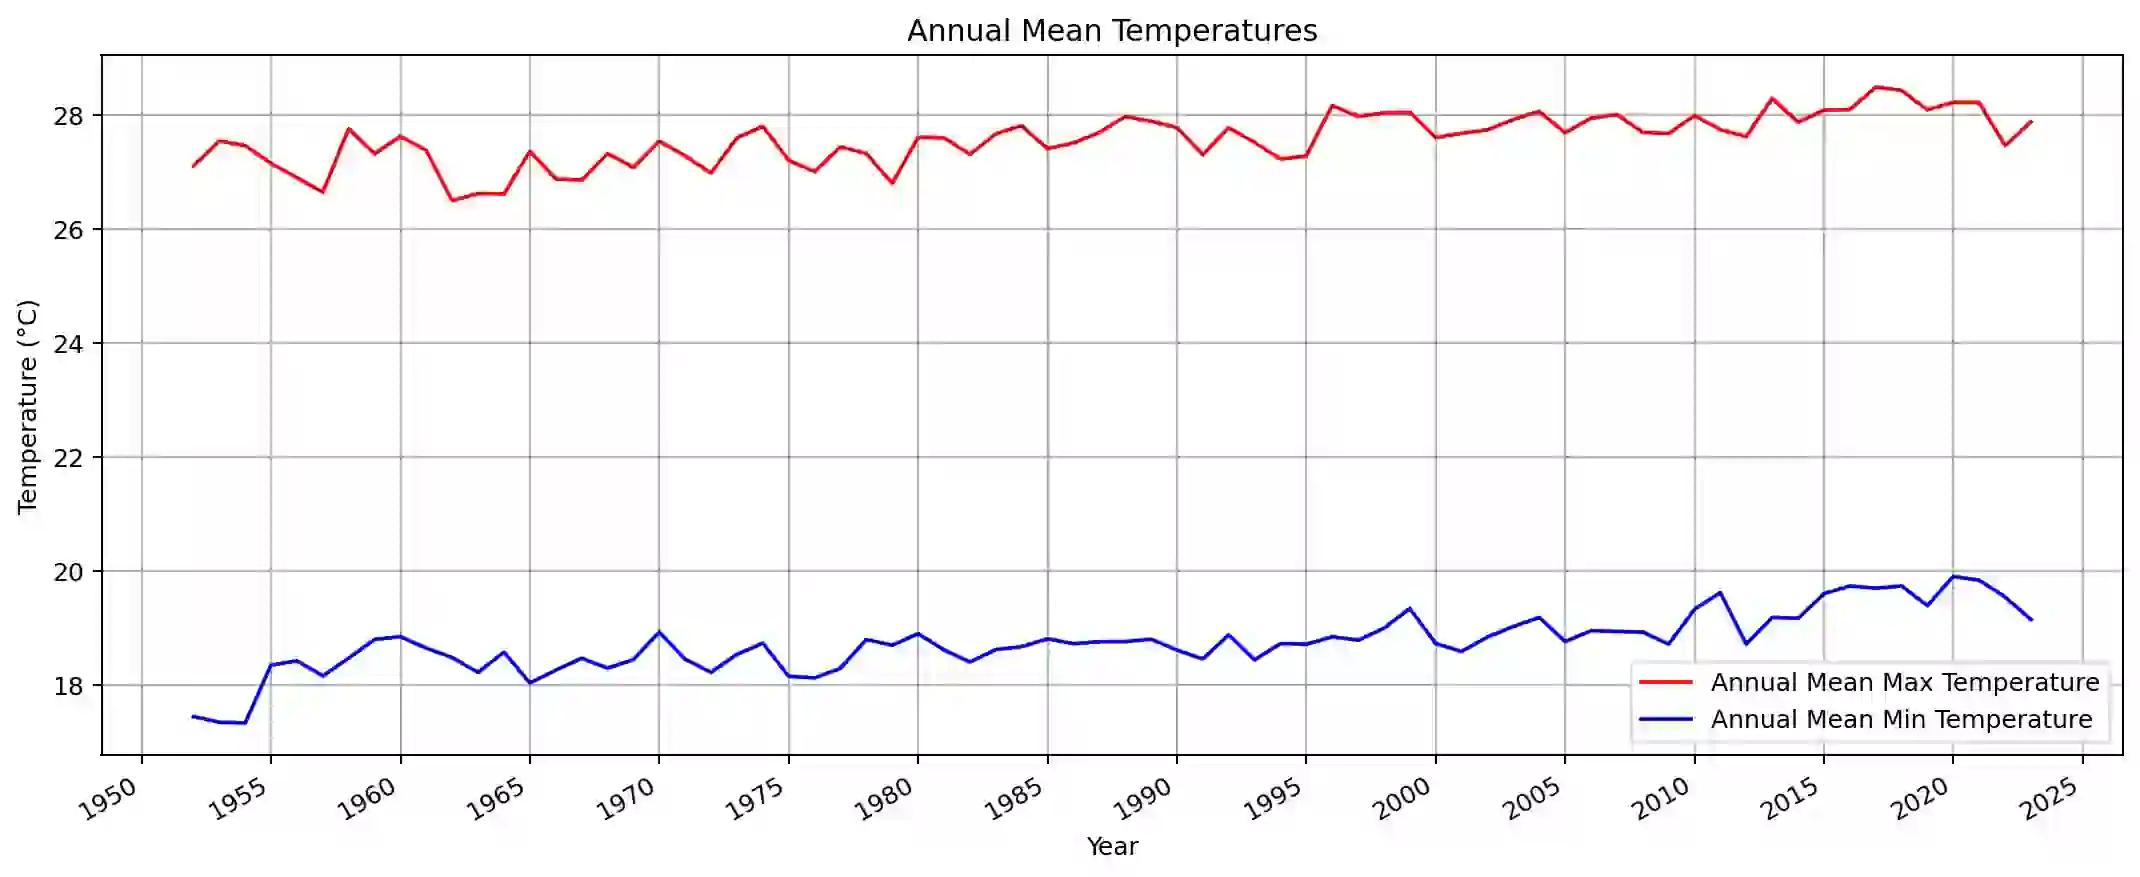 Annual Mean Temperatures
Temperature (°C)
28
26
24
22
20
18
Annual Mean Max Temperature
Annual Mean Min Temperature
1950 1955 1960 1965 1970 1975 1980 1985 1990 1995 2000 2005 2010 2015 2020 2025
Year